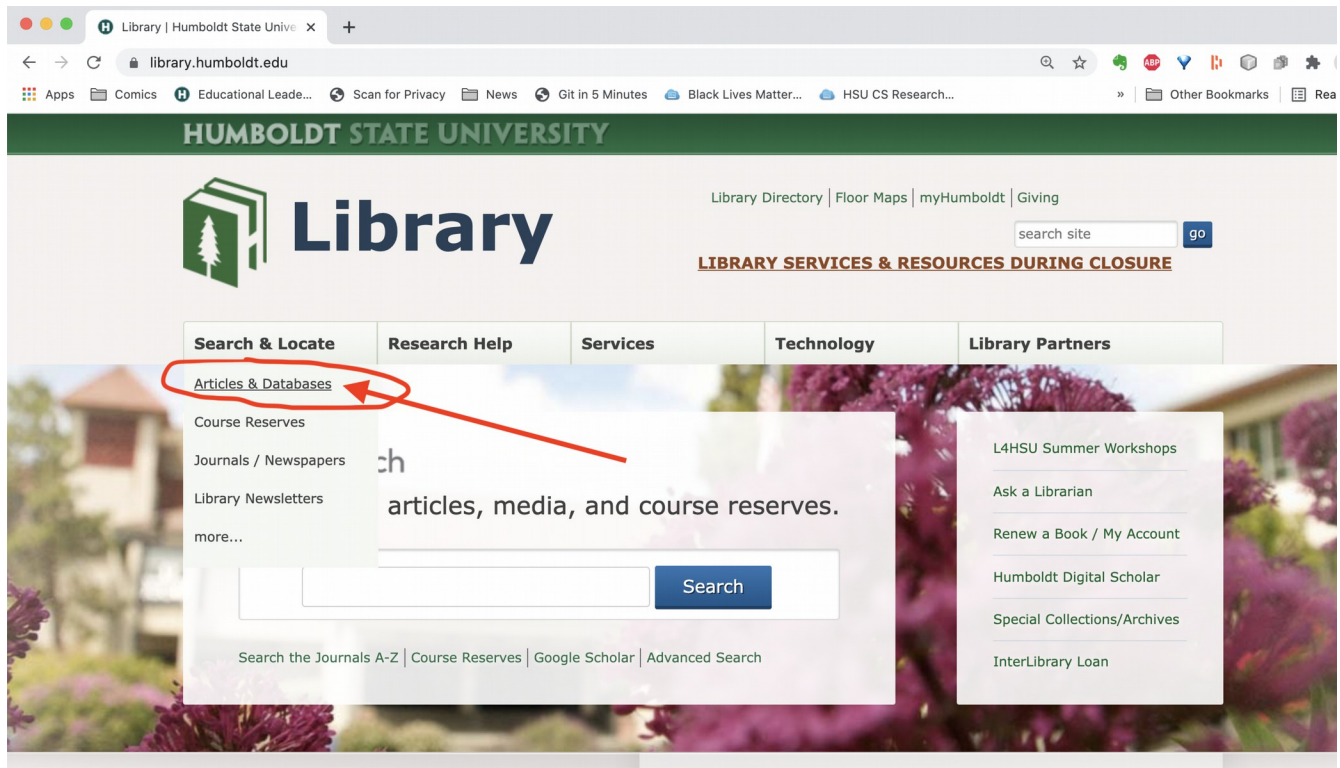 Library | Humboldt State Unive
library.humboldt.edu
ABP
Apps Comics Educational Leade... Scan for Privacy News Git in 5 Minutes Black Lives Matter... HSU CS Research... » Other Bookmarks Rea
HUMBOLDT STATE UNIVERSITY
Library
Library Directory | Floor Maps | myHumboldt | Giving
search site go
LIBRARY SERVICES & RESOURCES DURING CLOSURE
Search & Locate Research Help Services Technology Library Partners
Articles & Databases
Course Reserves
Journals / Newspapers
Library Newsletters
more...
ch
articles, media, and course reserves.
Search
Search the Journals A-Z | Course Reserves | Google Scholar | Advanced Search
L4HSU Summer Workshops
Ask a Librarian
Renew a Book / My Account
Humboldt Digital Scholar
Special Collections/Archives
InterLibrary Loan